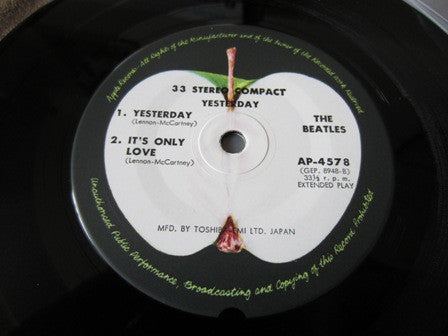 Apple Records · All Rights of the Manufacturer and of the Owner of the Recorded Work Reserved
33 STEREO COMPACT
YESTERDAY
1. YESTERDAY
(Lennon-McCartney)
2. IT'S ONLY
LOVE
(Lennon-McCartney)
THE
BEATLES
AP-4578
(GEP. 8948-B)
33⅓ r. p. m.
EXTENDED PLAY
MFD. BY TOSHIBA EMI LTD. JAPAN
Unauthorised Public Performance, Broadcasting and Copying of this Record Prohibited